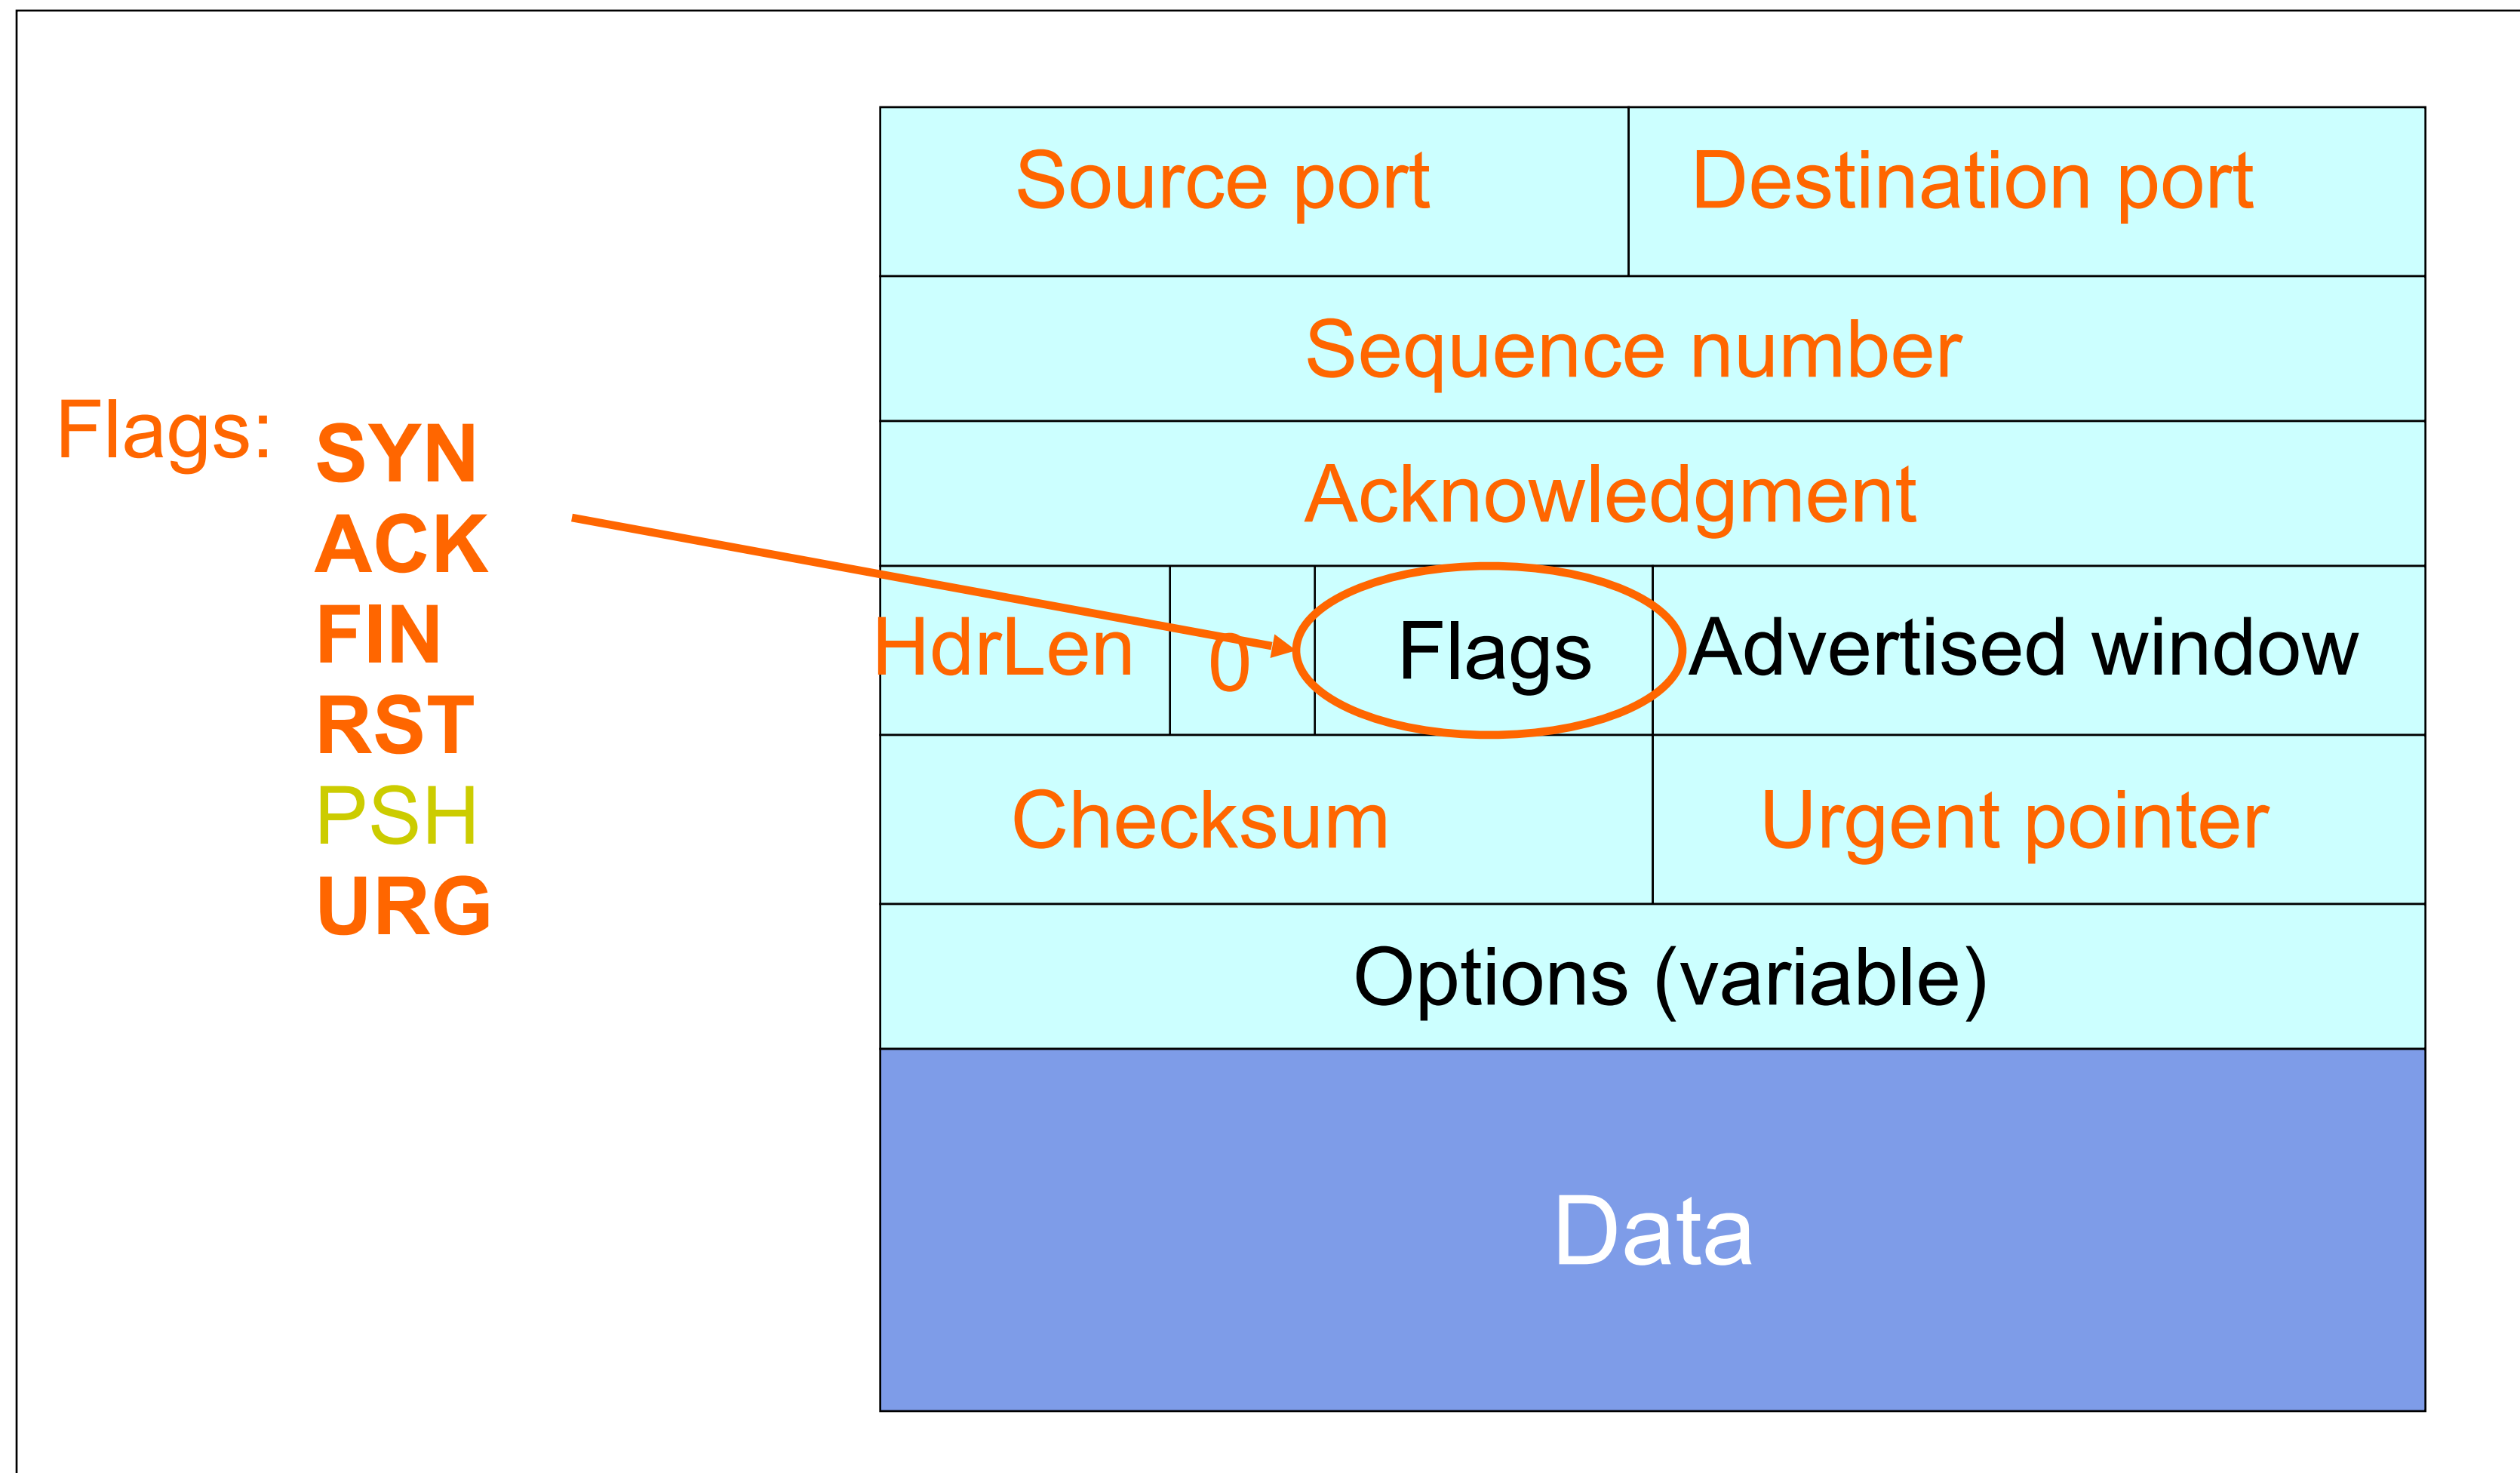 Source port Destination port
Sequence number
Flags:
SYN
ACK
FIN
RST
PSH
URG
Acknowledgment
HdrLen 0 Flags Advertised window
Checksum Urgent pointer
Options (variable)
Data